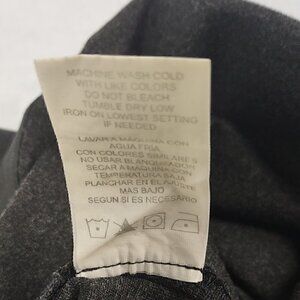 MACHINE WASH COLD
WITH LIKE COLORS
DO NOT BLEACH
TUMBLE DRY LOW
IRON ON LOWEST SETTING
IF NEEDED
LAVAR A MAQUINA CON
AGUA FRIA
CON COLORES SIMILARES
NO USAR BLANQUEADOR
SECAR A MAQUINA CON
TEMPERATURA BAJA
PLANCHAR EN EL AJUSTE
MAS BAJO
SEGUN SI ES NECESARIO